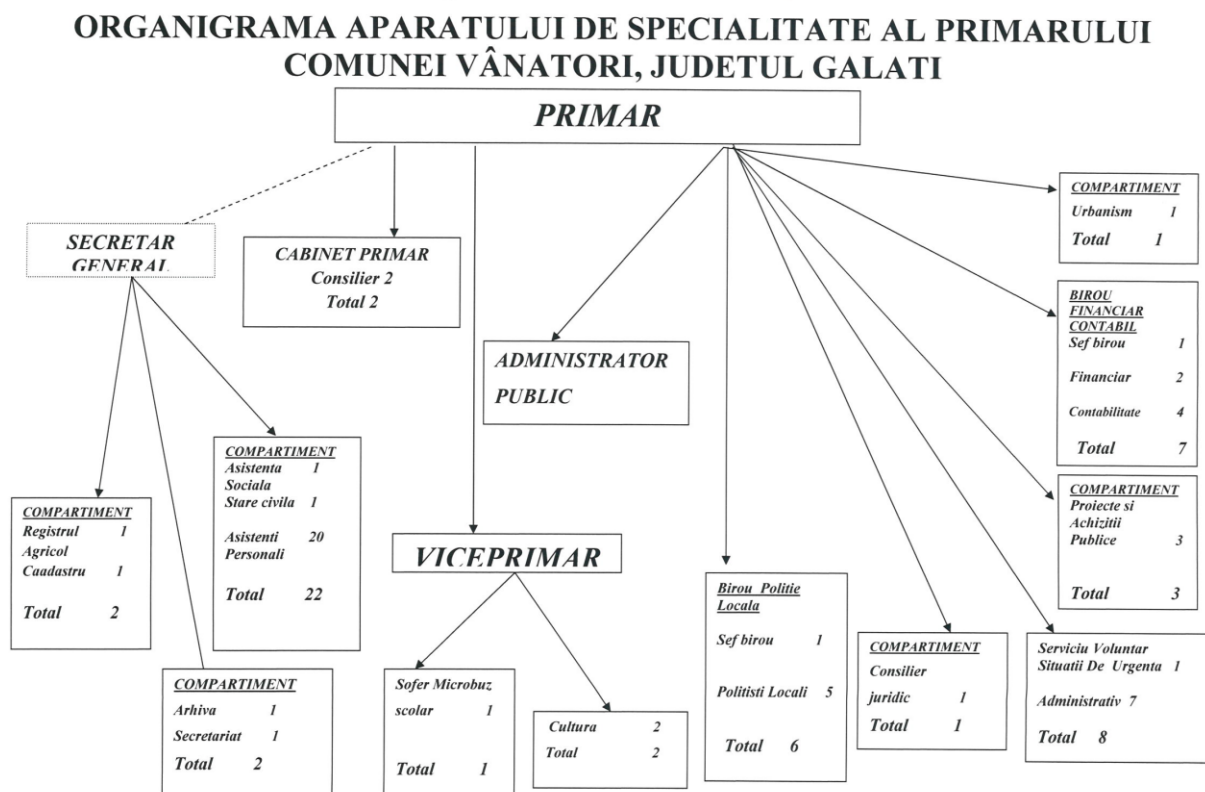 ORGANIGRAMA APARATULUI DE SPECIALITATE AL PRIMARULUI
COMUNEI VÂNATORI, JUDETUL GALATI
PRIMAR
SECRETAR
GENERAL
CABINET PRIMAR
Consilier 2
Total 2
ADMINISTRATOR
PUBLIC
COMPARTIMENT
Urbanism 1
Total 1
BIROU
FINANCIAR
CONTABIL
Sef birou 1
Financiar 2
Contabilitate 4
Total 7
COMPARTIMENT
Proiecte si
Achizitii
Publice 3
Total 3
COMPARTIMENT
Registrul 1
Agricol
Caadastru 1
Total 2
COMPARTIMENT
Asistenta 1
Sociala
Stare civila 1
Asistenti 20
Personali
Total 22
COMPARTIMENT
Arhiva 1
Secretariat 1
Total 2
VICEPRIMAR
Sofer Microbuz
scolar 1
Total 1
Cultura 2
Total 2
Birou Politie
Locala
Sef birou 1
Politisti Locali 5
Total 6
COMPARTIMENT
Consilier
juridic 1
Total 1
Serviciu Voluntar
Situatii De Urgenta 1
Administrativ 7
Total 8